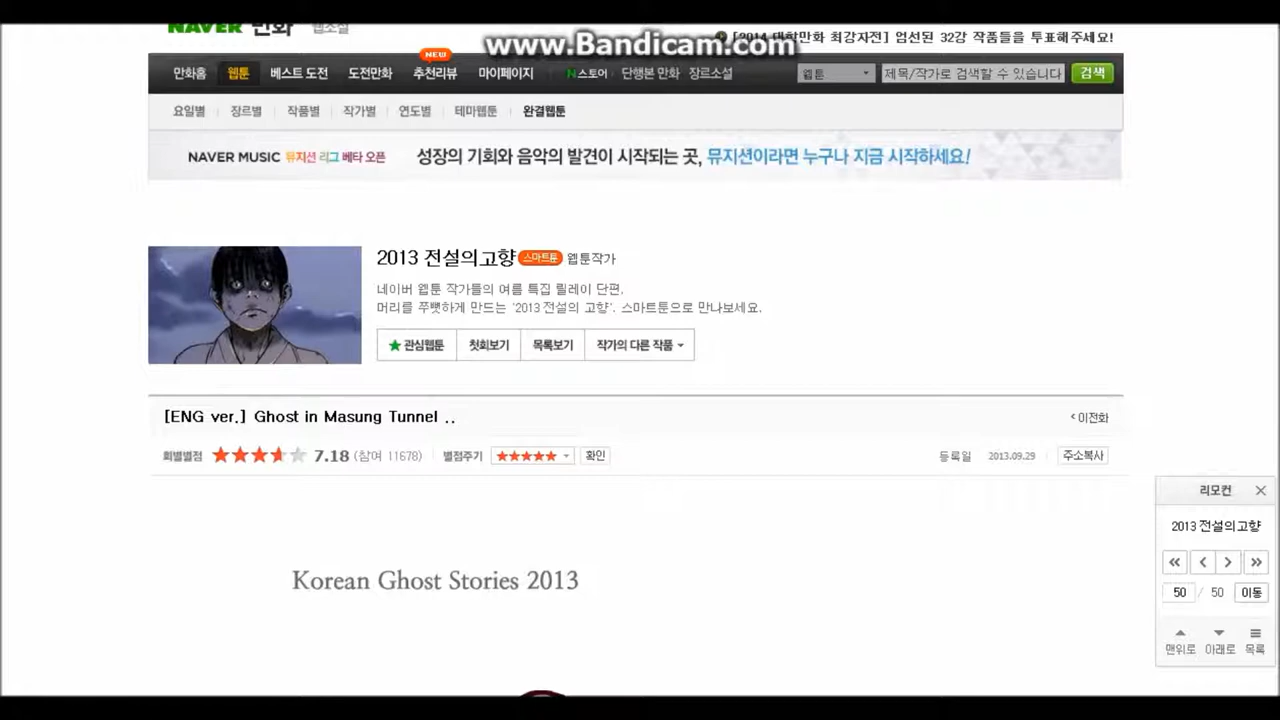 NAVER 만화 웹소설
[2014 대학만화 최강자전] 엄선된 32강 작품들을 투표해주세요!
www.Bandicam.com
NEW
만화홈 웹툰 베스트 도전 도전만화 추천리뷰 마이페이지 N스토어 단행본 만화 장르소설 웹툰 제목/작가로 검색할 수 있습니다 검색
요일별 장르별 작품별 작가별 연도별 테마웹툰 완결웹툰
NAVER MUSIC 뮤지션 리그 베타 오픈 성장의 기회와 음악의 발견이 시작되는 곳, 뮤지션이라면 누구나 지금 시작하세요!
2013 전설의고향 스마트툰 웹툰작가
네이버 웹툰 작가들의 여름 특집 릴레이 단편,
머리를 쭈뼛하게 만드는 '2013 전설의 고향'. 스마트툰으로 만나보세요.
관심웹툰 첫회보기 목록보기 작가의 다른 작품
[ENG ver.] Ghost in Masung Tunnel ..
이전화
회별별점 7.18 (참여 11678) 별점주기 확인 등록일 2013.09.29 주소복사
Korean Ghost Stories 2013
리모컨
2013 전설의고향
50 / 50 이동
맨위로 아래로 목록